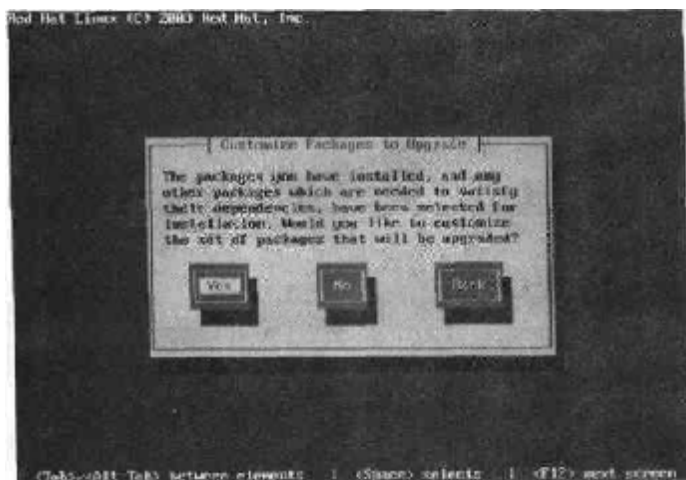 Red Hat Linux (C) 2003 Red Hat, Inc.
Customize Packages to Upgrade
The packages you have installed, and any
other packages which are needed to satisfy
their dependencies, have been selected for
installation. Would you like to customize
the set of packages that will be upgraded?
Yes No Back
<Tab>/<Alt-Tab> between elements | <Space> selects | <F12> next screen